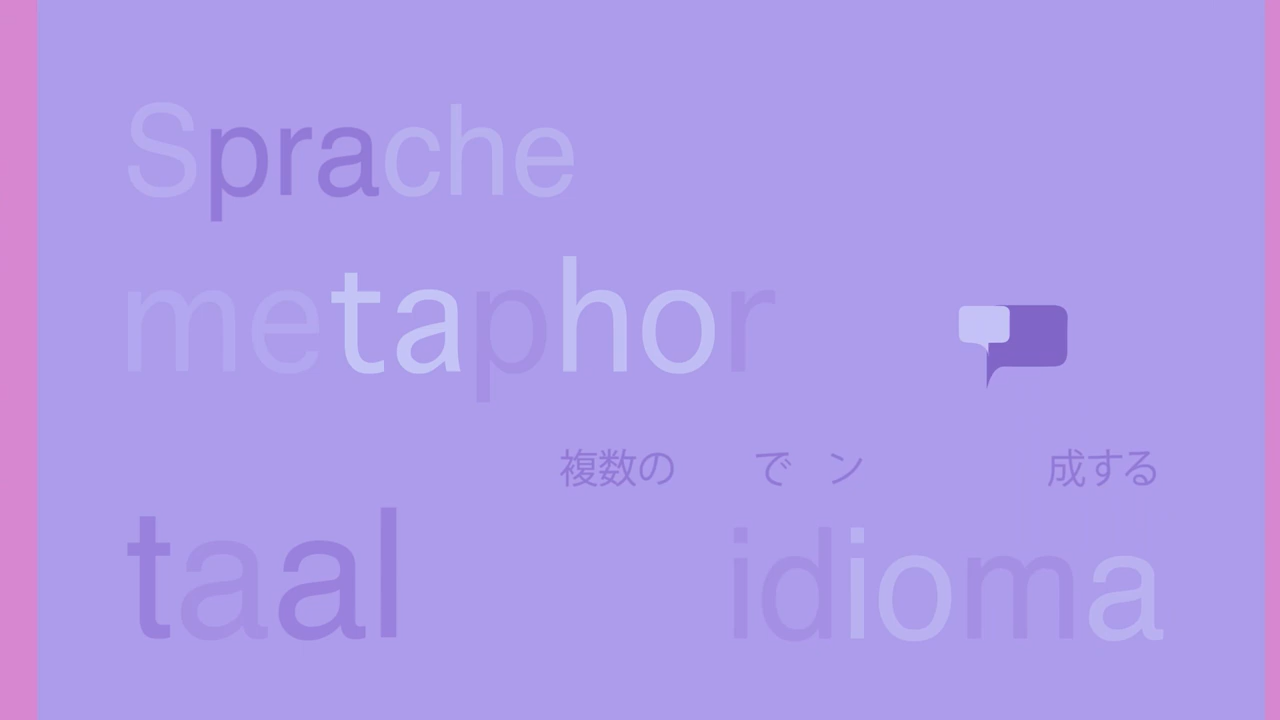 Sprache
metaphor
複数の で ン 成する
taal idioma